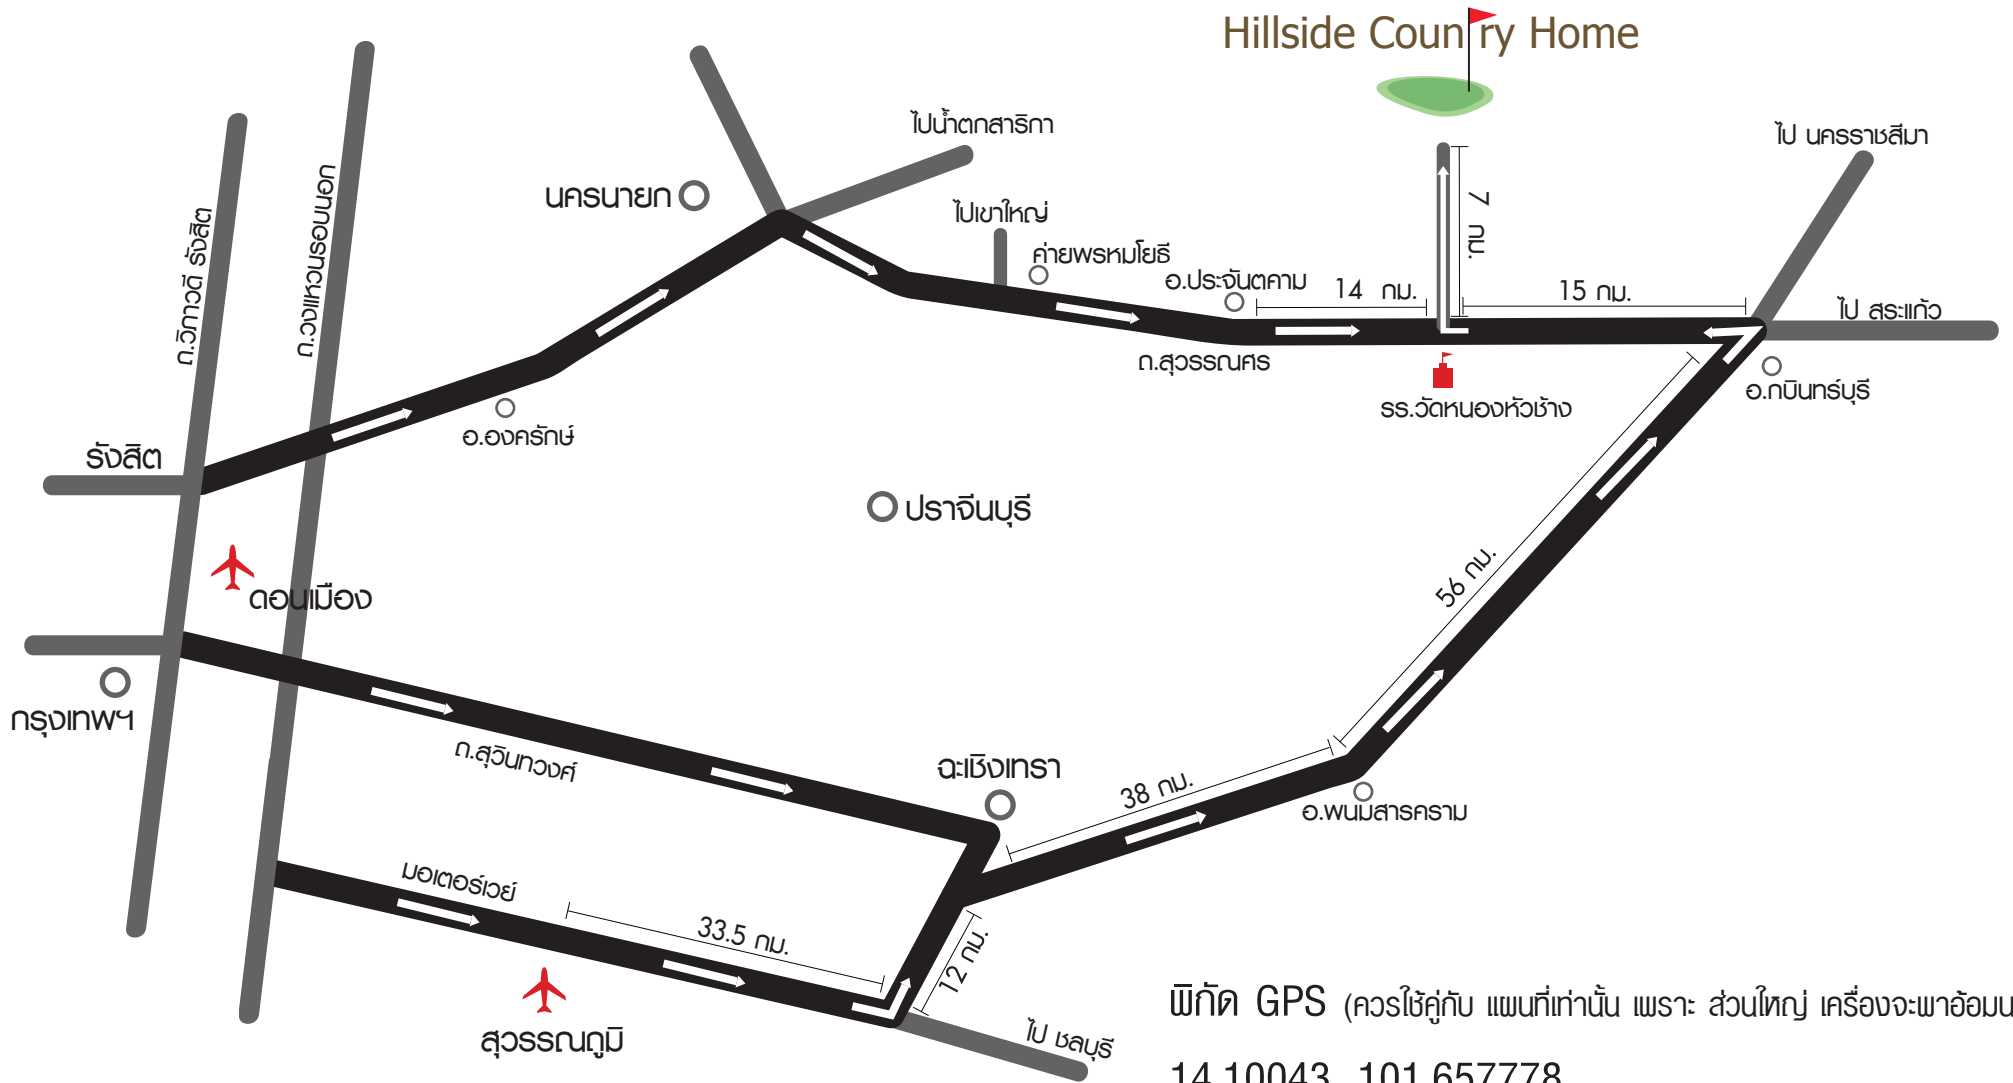 Hillside Coun ry Home
ไปน้ำตกสาริกา
ไป นครราชสีมา
นครนายก
ไปเขาใหญ่
ค่ายพรหมโยธี
อ.ประจันตคาม
7 กม.
14 กม.
15 กม.
ไป สระแก้ว
ถ.วิภาวดี รังสิต
ถ.วงแหวนรอบนอก
ถ.สุวรรณศร
รร.วัดหนองหัวช้าง
อ.กบินทร์บุรี
อ.องครักษ์
รังสิต
ปราจีนบุรี
ดอนเมือง
56 กม.
กรุงเทพฯ
ถ.สุวินทวงศ์
ฉะเชิงเทรา
38 กม.
อ.พนมสารคราม
มอเตอร์เวย์
33.5 กม.
12 กม.
สุวรรณภูมิ
ไป ชลบุรี
พิกัด GPS (ควรใช้คู่กับ แผนที่เท่านั้น เพราะ ส่วนใหญ่ เครื่องจะพาอ้อมน
14.10043, 101.657778